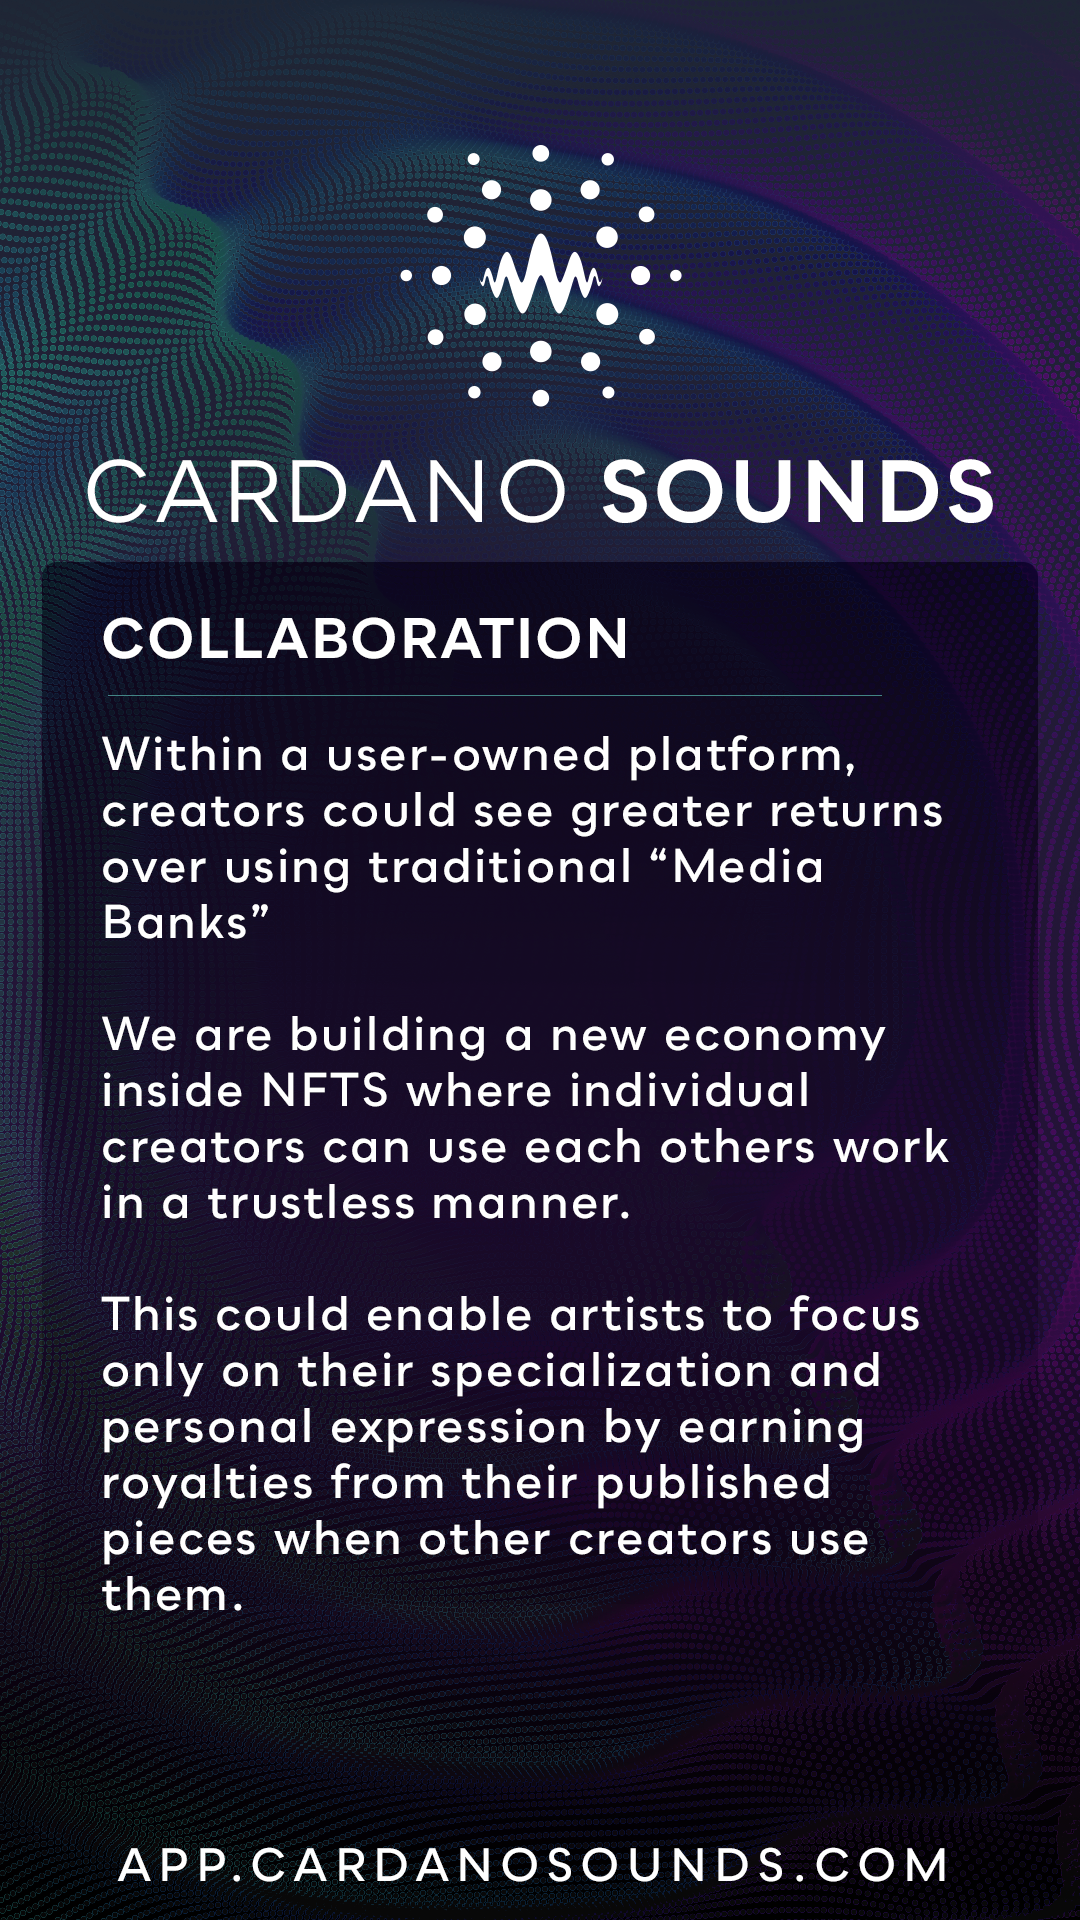 CARDANO SOUNDS
COLLABORATION
Within a user-owned platform,
creators could see greater returns
over using traditional “Media
Banks”
We are building a new economy
inside NFTS where individual
creators can use each others work
in a trustless manner.
This could enable artists to focus
only on their specialization and
personal expression by earning
royalties from their published
pieces when other creators use
them.
APP.CARDANOSOUNDS.COM